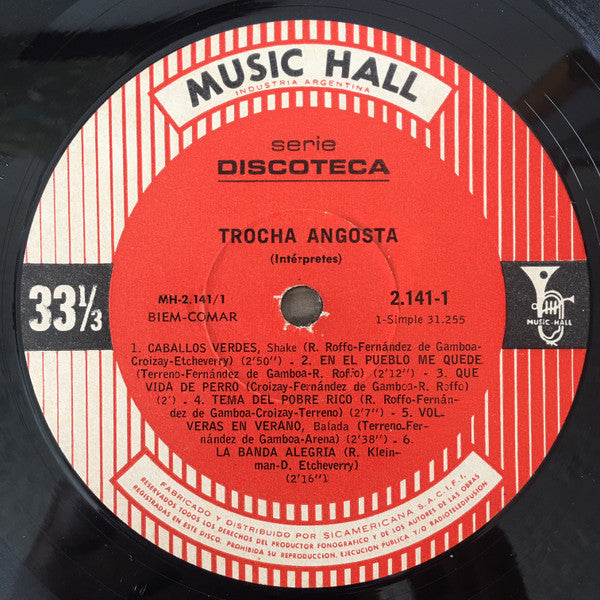 MUSIC HALL
INDUSTRIA ARGENTINA
serie
DISCOTECA
TROCHA ANGOSTA
(Intérpretes)
33⅓
MH-2.141/1
BIEM-COMAR
2.141-1
1-Simple 31.255
MUSIC-HALL
1. CABALLOS VERDES, Shake (R. Roffo-Fernández de Gamboa-
Croizay-Etcheverry) (2'50") - 2. EN EL PUEBLO ME QUEDE
(Terreno-Fernández de Gamboa-R. Roffo) (2'12") - 3. QUE
VIDA DE PERRO (Croizay-Fernández de Gamboa-R. Roffo)
(2') - 4. TEMA DEL POBRE RICO (R. Roffo-Fernán-
dez de Gamboa-Croizay-Terreno) (2'7") - 5. VOL-
VERAS EN VERANO, Balada (Terreno-Fer-
nández de Gamboa-Arena) (2'38") - 6.
LA BANDA ALEGRIA (R. Klein-
man-D. Etcheverry)
(2'16")
FABRICADO Y DISTRIBUIDO POR SICAMERICANA S.A.C.I.F.I.
RESERVADOS TODOS LOS DERECHOS DEL PRODUCTOR FONOGRAFICO Y DE LOS AUTORES DE LAS OBRAS
REGISTRADAS EN ESTE DISCO. PROHIBIDA SU REPRODUCCION, EJECUCION PUBLICA Y/O RADIOTELEDIFUSION